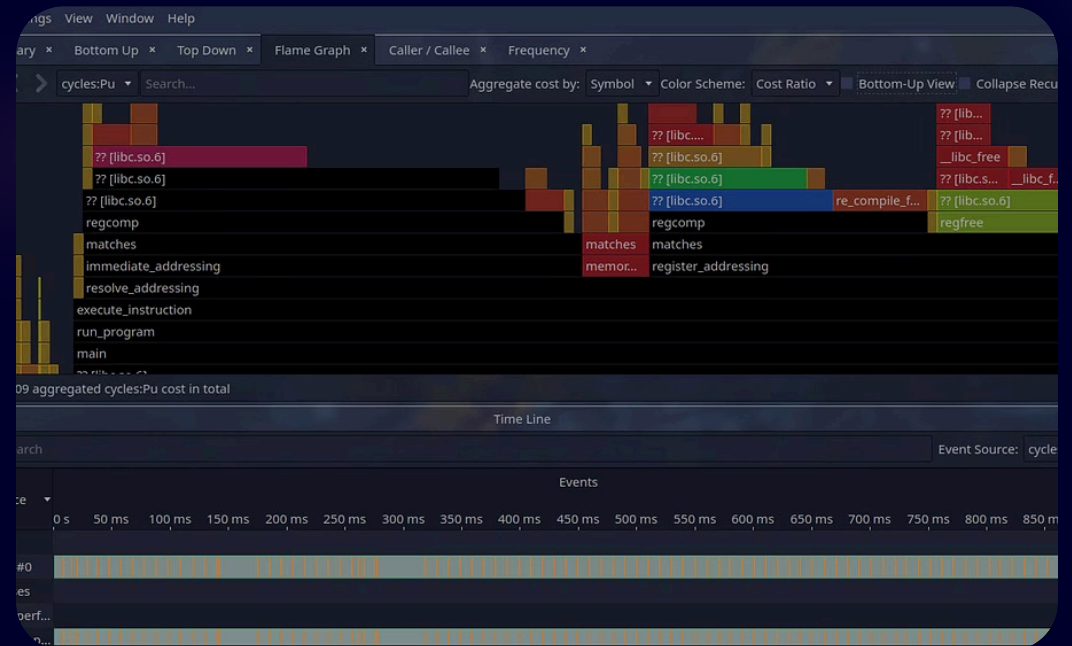 ngs View Window Help
ary × Bottom Up × Top Down × Flame Graph × Caller / Callee × Frequency ×
cycles:Pu Search... Aggregate cost by: Symbol Color Scheme: Cost Ratio Bottom-Up View Collapse Recu
?? [lib...
?? [libc.... ?? [lib...
?? [libc.so.6] ?? [libc.so.6] __libc_free
?? [libc.so.6] ?? [libc.so.6] ?? [libc.s... __libc_f..
?? [libc.so.6] ?? [libc.so.6] re_compile_f... ?? [libc.so.6]
regcomp regcomp regfree
matches matches matches
immediate_addressing memor... register_addressing
resolve_addressing
execute_instruction
run_program
main
?? [libc.so.6]
09 aggregated cycles:Pu cost in total
Time Line
arch Event Source: cycle
Events
ce
0 s 50 ms 100 ms 150 ms 200 ms 250 ms 300 ms 350 ms 400 ms 450 ms 500 ms 550 ms 600 ms 650 ms 700 ms 750 ms 800 ms 850 m
#0
es
perf...